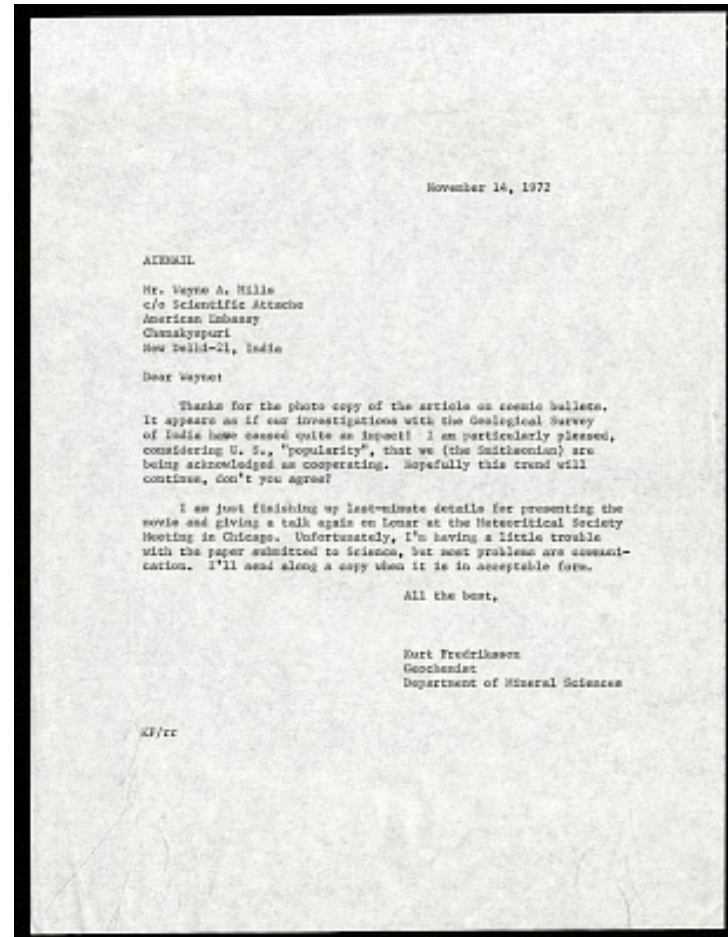 November 14, 1972
AIRMAIL
Mr. Wayne A. Mills
c/o Scientific Attache
American Embassy
Chanakyapuri
New Delhi-21, India
Dear Wayne:
Thanks for the photo copy of the article on cosmic bullets.
It appears as if our investigations with the Geological Survey
of India have caused quite an impact! I am particularly pleased,
considering U. S., "popularity", that we (the Smithsonian) are
being acknowledged as cooperating. Hopefully this trend will
continue, don't you agree?
I am just finishing up last-minute details for presenting the
movie and giving a talk again on Lonar at the Meteoritical Society
Meeting in Chicago. Unfortunately, I'm having a little trouble
with the paper submitted to Science, but most problems are communi-
cation. I'll send along a copy when it is in acceptable form.
All the best,
Kurt Fredriksson
Geochemist
Department of Mineral Sciences
KF/rr